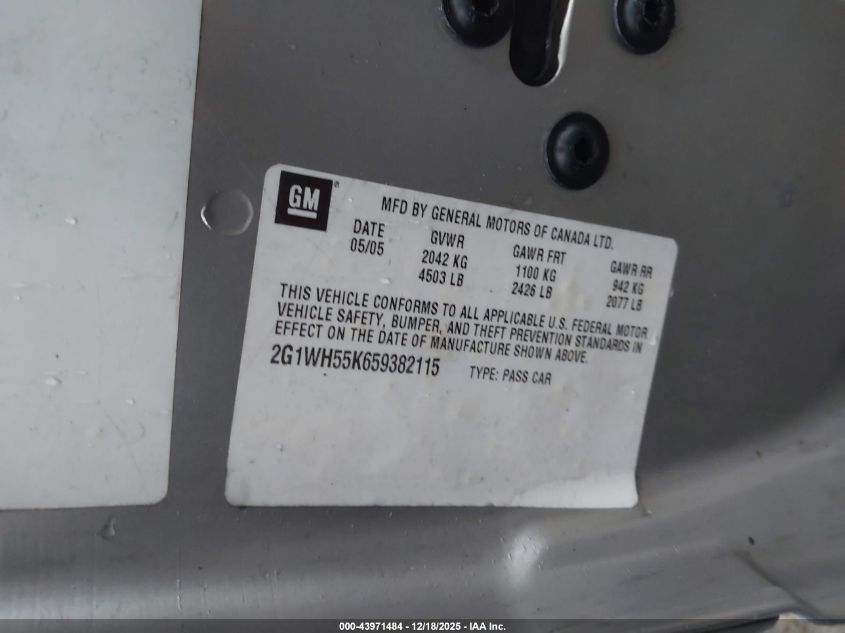 GM®
MFD BY GENERAL MOTORS OF CANADA LTD.
DATE GVWR GAWR FRT GAWR RR
05/05 2042 KG 1100 KG 942 KG
4503 LB 2426 LB 2077 LB
THIS VEHICLE CONFORMS TO ALL APPLICABLE U.S. FEDERAL MOTOR
VEHICLE SAFETY, BUMPER, AND THEFT PREVENTION STANDARDS IN
EFFECT ON THE DATE OF MANUFACTURE SHOWN ABOVE.
2G1WH55K659382115 TYPE: PASS CAR
000-43971484 - 12/18/2025 - IAA Inc.